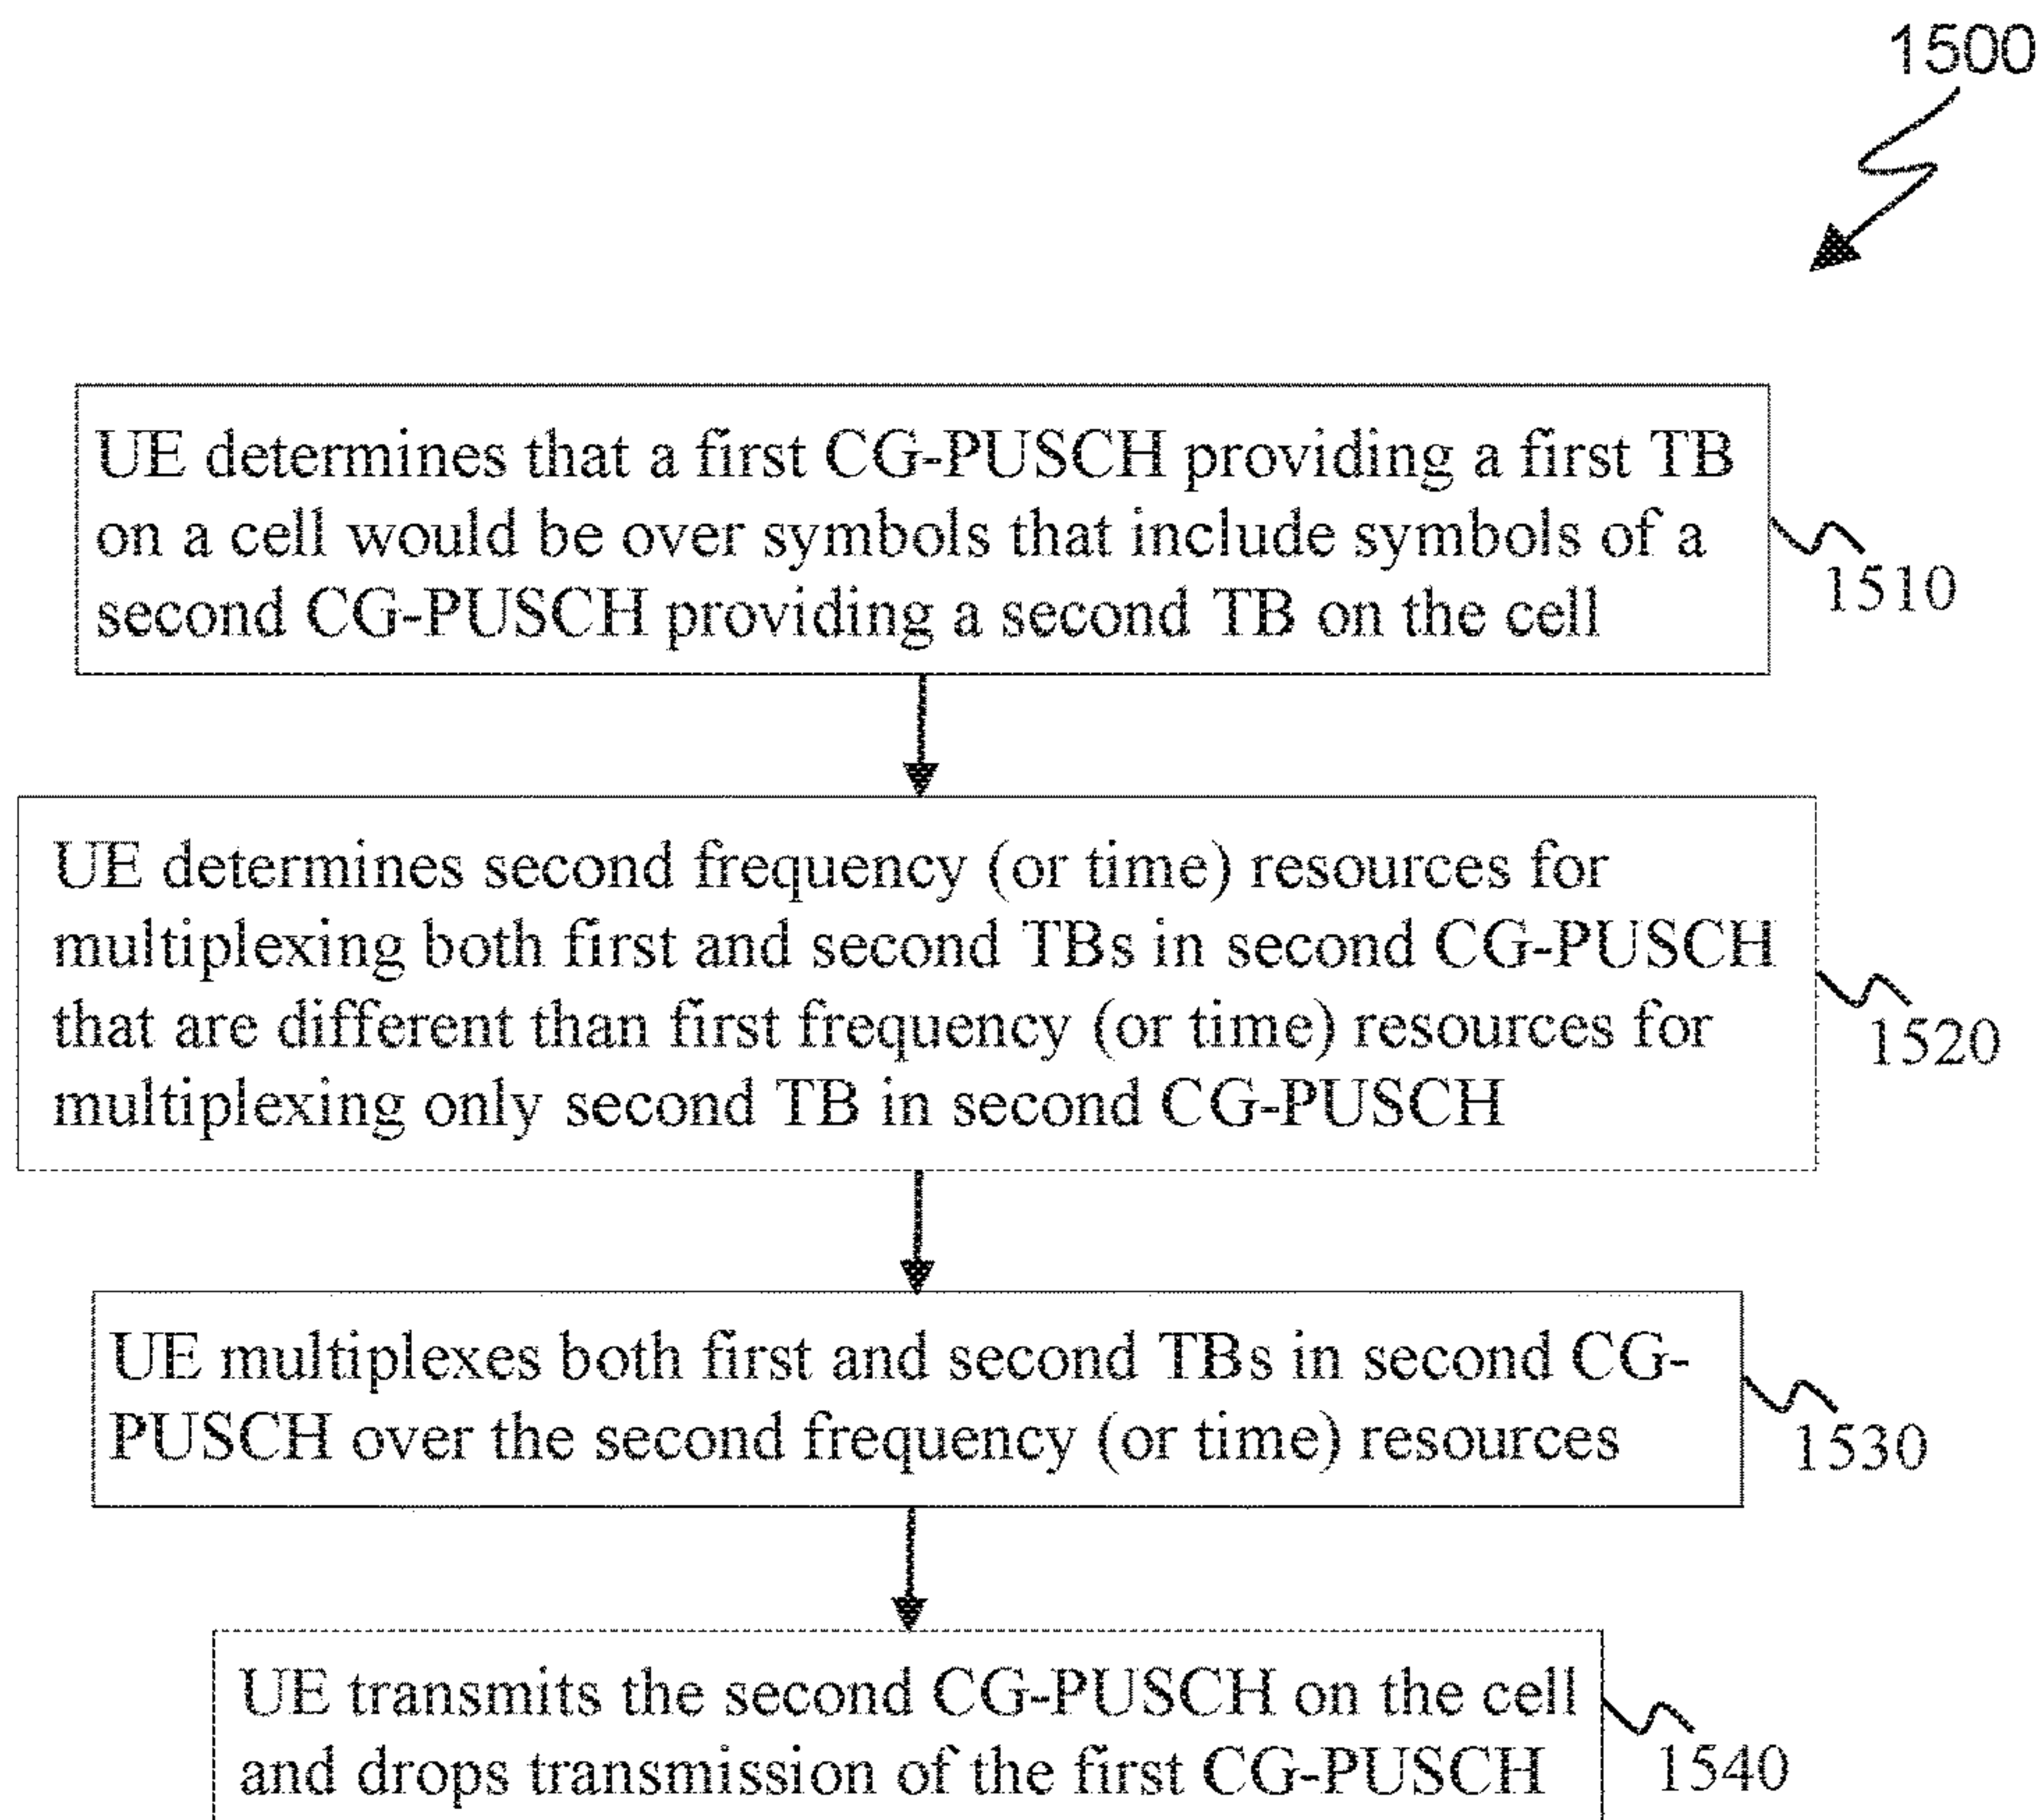 1500
UE determines that a first CG-PUSCH providing a first TB
on a cell would be over symbols that include symbols of a
second CG-PUSCH providing a second TB on the cell
1510
UE determines second frequency (or time) resources for
multiplexing both first and second TBs in second CG-PUSCH
that are different than first frequency (or time) resources for
multiplexing only second TB in second CG-PUSCH
1520
UE multiplexes both first and second TBs in second CG-
PUSCH over the second frequency (or time) resources
1530
UE transmits the second CG-PUSCH on the cell
and drops transmission of the first CG-PUSCH
1540